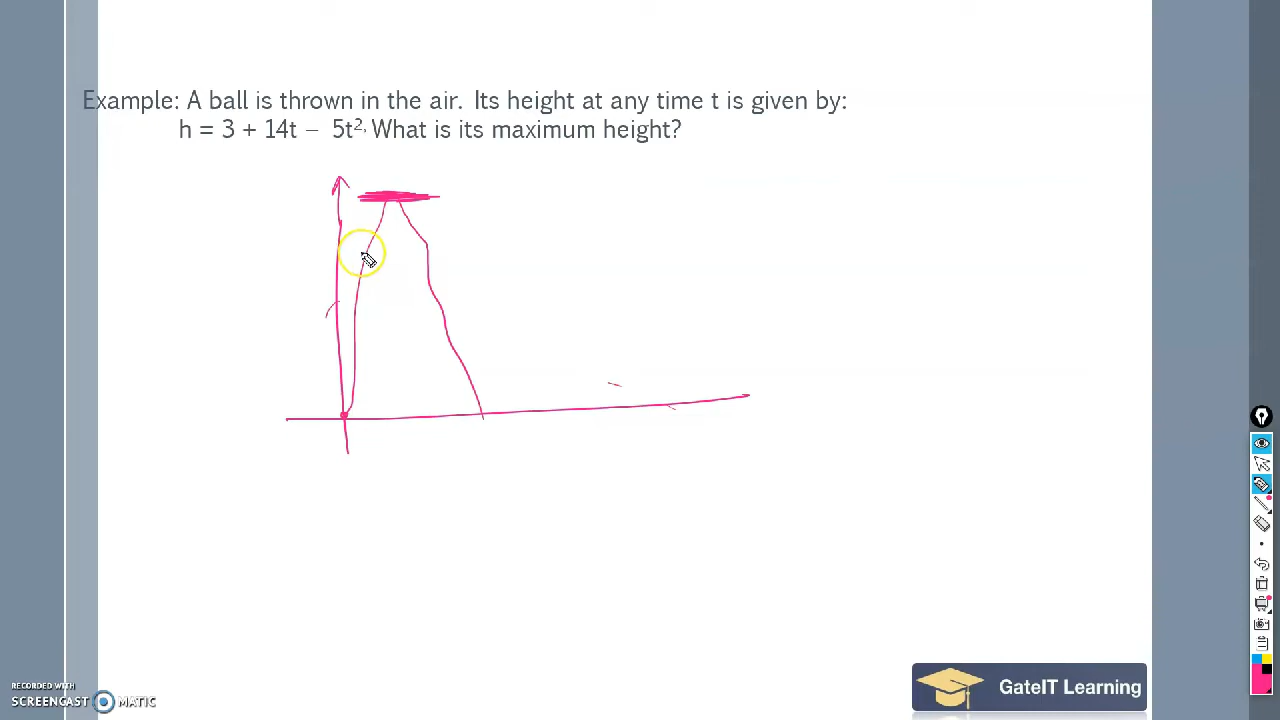 Example: A ball is thrown in the air. Its height at any time t is given by:
h = 3 + 14t – 5t², What is its maximum height?
RECORDED WITH
SCREENCAST MATIC
GateIT Learning